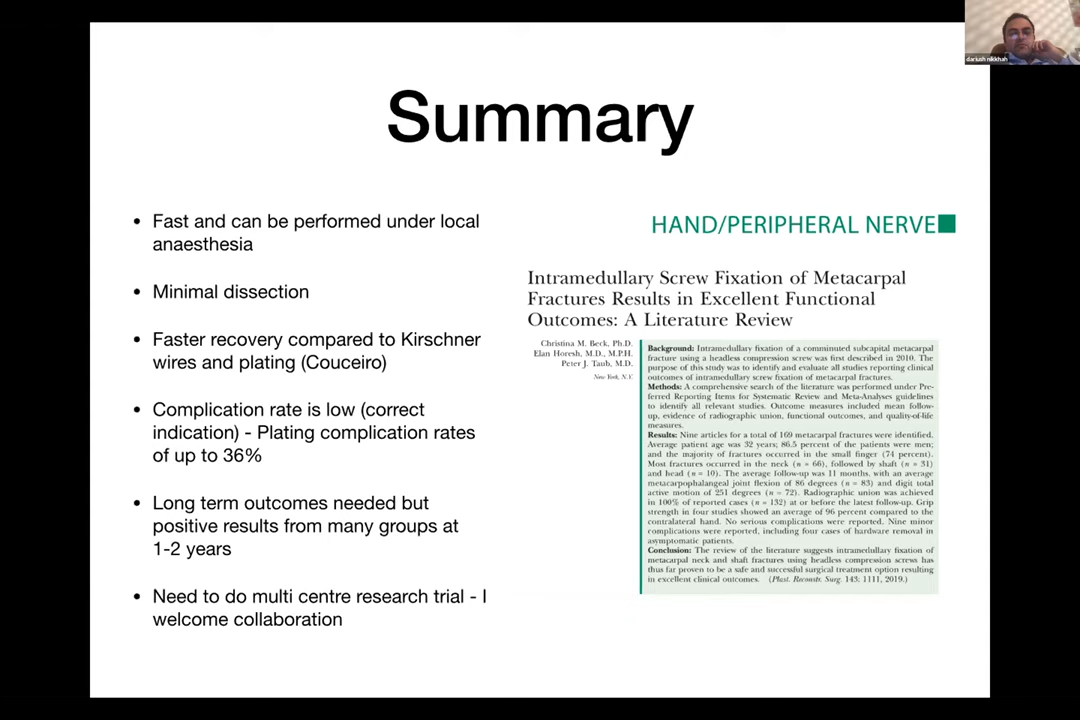 dariush nikkhah
Summary
• Fast and can be performed under local
anaesthesia
• Minimal dissection
• Faster recovery compared to Kirschner
wires and plating (Couceiro)
• Complication rate is low (correct
indication) - Plating complication rates
of up to 36%
• Long term outcomes needed but
positive results from many groups at
1-2 years
• Need to do multi centre research trial - I
welcome collaboration
HAND/PERIPHERAL NERVE
Intramedullary Screw Fixation of Metacarpal
Fractures Results in Excellent Functional
Outcomes: A Literature Review
Christina M. Beck, Ph.D.
Elan Horesh, M.D., M.P.H.
Peter J. Taub, M.D.
New York, N.Y.
Background: Intramedullary fixation of a comminuted subcapital metacarpal
fracture using a headless compression screw was first described in 2010. The
purpose of this study was to identify and evaluate all studies reporting clinical
outcomes of intramedullary screw fixation of metacarpal fractures.
Methods: A comprehensive search of the literature was performed under Pre-
ferred Reporting Items for Systematic Review and Meta-Analyses guidelines
to identify all relevant studies. Outcome measures included mean follow-
up, evidence of radiographic union, functional outcomes, and quality-of-life
measures.
Results: Nine articles for a total of 169 metacarpal fractures were identified.
Average patient age was 32 years; 86.5 percent of the patients were men;
and the majority of fractures occurred in the small finger (74 percent).
Most fractures occurred in the neck (n = 66), followed by shaft (n = 31)
and head (n = 10). The average follow-up was 11 months, with an average
metacarpophalangeal joint flexion of 86 degrees (n = 83) and digit total
active motion of 251 degrees (n = 72). Radiographic union was achieved
in 100% of reported cases (n = 132) at or before the latest follow-up. Grip
strength in four studies showed an average of 96 percent compared to the
contralateral hand. No serious complications were reported. Nine minor
complications were reported, including four cases of hardware removal in
asymptomatic patients.
Conclusion: The review of the literature suggests intramedullary fixation of
metacarpal neck and shaft fractures using headless compression screws has
thus far proven to be a safe and successful surgical treatment option resulting
in excellent clinical outcomes. (Plast. Reconstr. Surg. 143: 1111, 2019.)